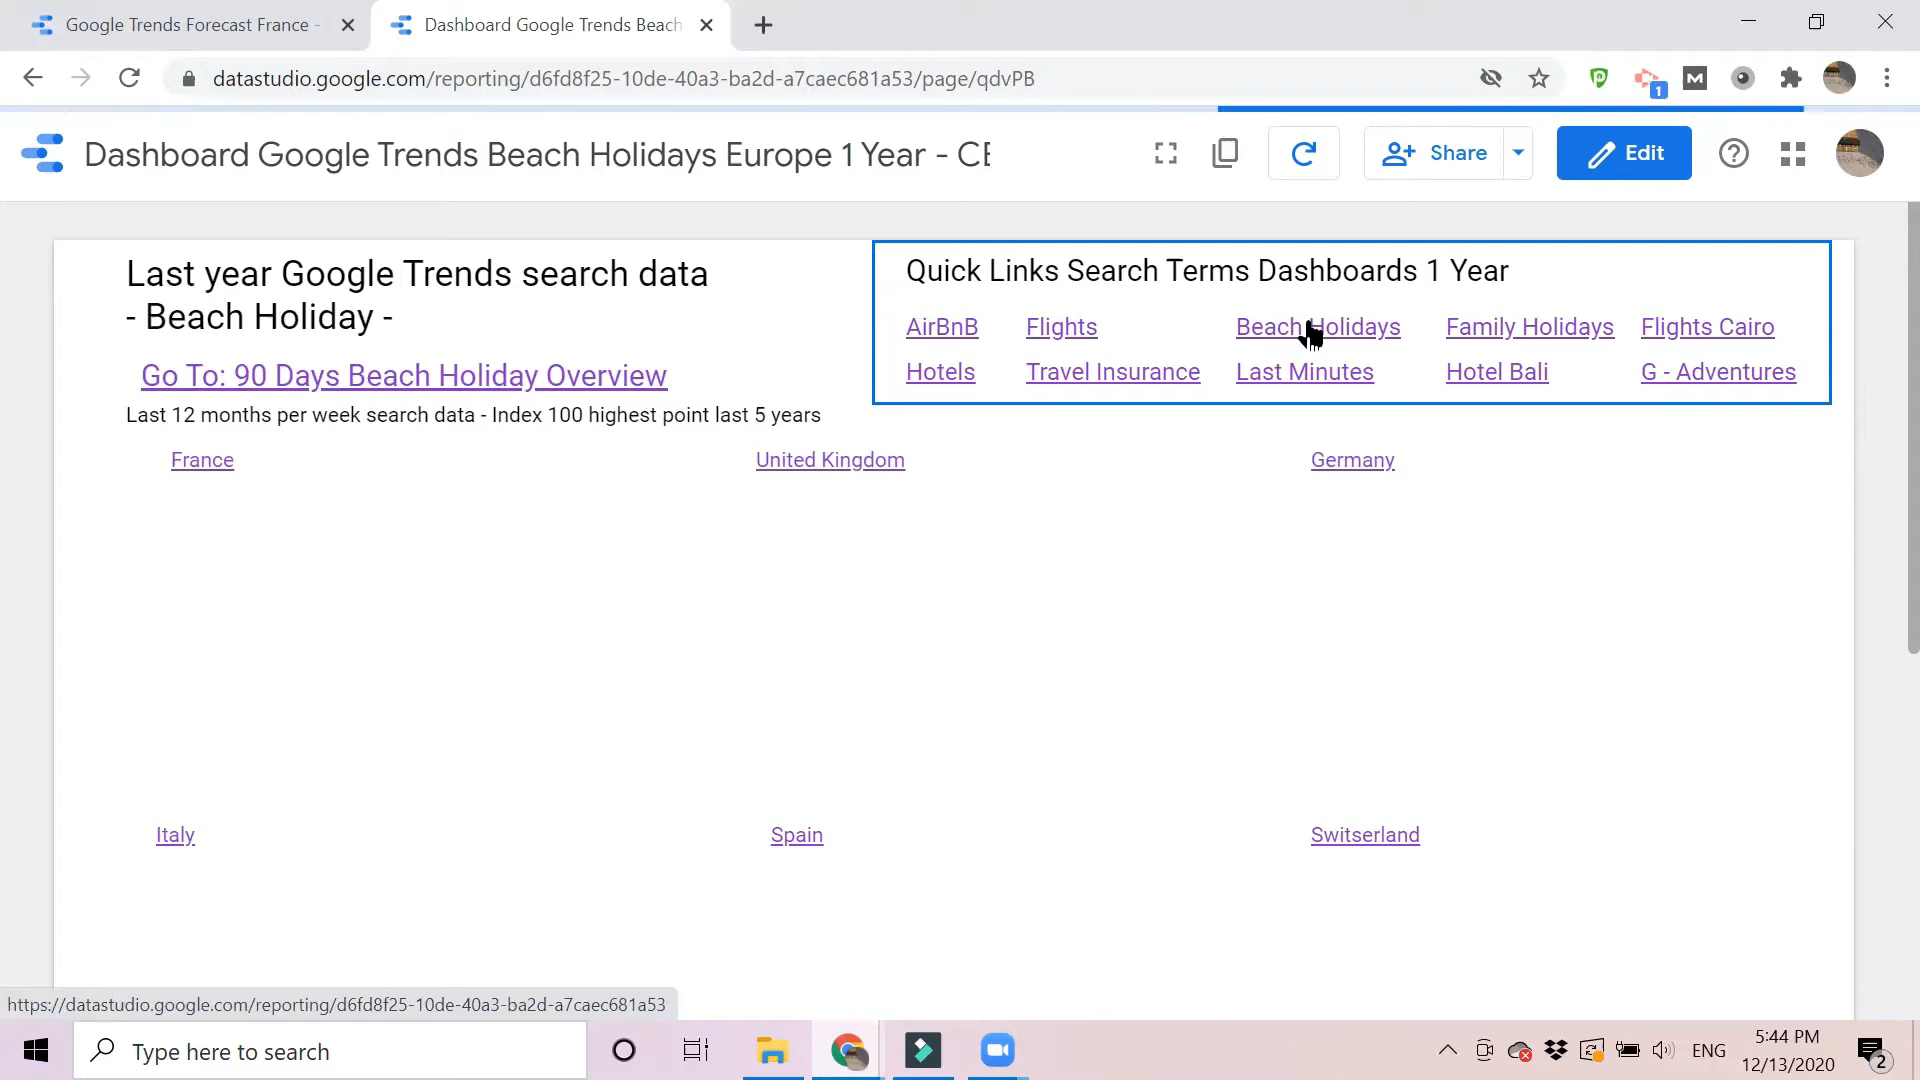 Google Trends Forecast France -
Dashboard Google Trends Beach
datastudio.google.com/reporting/d6fd8f25-10de-40a3-ba2d-a7caec681a53/page/qdvPB
1
Dashboard Google Trends Beach Holidays Europe 1 Year - CE
Share
Edit
Last year Google Trends search data
- Beach Holiday -
Go To: 90 Days Beach Holiday Overview
Last 12 months per week search data - Index 100 highest point last 5 years
Quick Links Search Terms Dashboards 1 Year
AirBnB Flights Beach Holidays Family Holidays Flights Cairo
Hotels Travel Insurance Last Minutes Hotel Bali G - Adventures
France United Kingdom Germany
Italy Spain Switserland
https://datastudio.google.com/reporting/d6fd8f25-10de-40a3-ba2d-a7caec681a53
Type here to search
ENG
5:44 PM
12/13/2020
2